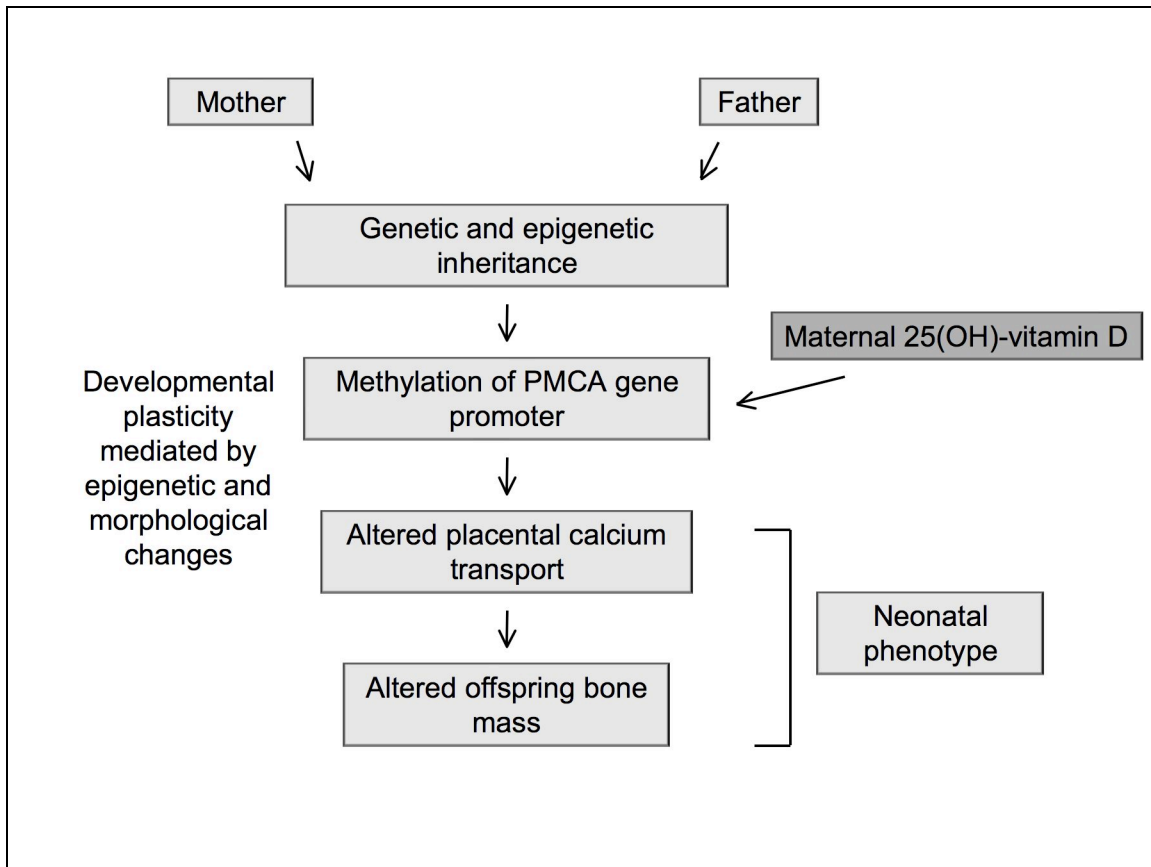 Mother
Father
Genetic and epigenetic
inheritance
Maternal 25(OH)-vitamin D
Methylation of PMCA gene
promoter
Developmental
plasticity
mediated by
epigenetic and
morphological
changes
Altered placental calcium
transport
Neonatal
phenotype
Altered offspring bone
mass